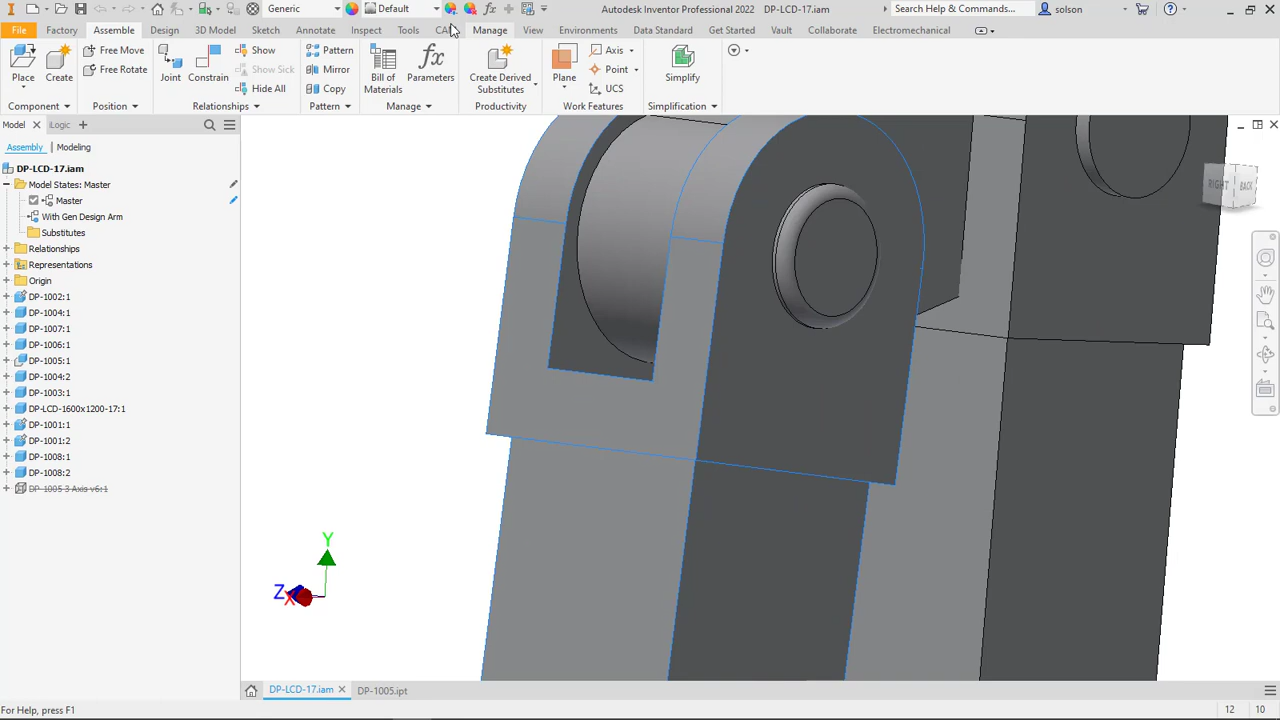 Generic Default Autodesk Inventor Professional 2022 DP-LCD-17.iam Search Help & Commands... solson
File Factory Assemble Design 3D Model Sketch Annotate Inspect Tools Manage View Environments Data Standard Get Started Vault Collaborate Electromechanical
Free Move Show Pattern Axis
Place Create Free Rotate Joint Constrain Show Sick Mirror Bill of Materials Parameters Create Derived Substitutes Plane Point Simplify
Hide All Copy UCS
Component Position Relationships Pattern Manage Productivity Work Features Simplification
Model iLogic
Assembly Modeling
DP-LCD-17.iam
Model States: Master
Master
With Gen Design Arm
Substitutes
Relationships
Representations
Origin
DP-1002:1
DP-1004:1
DP-1007:1
DP-1006:1
DP-1005:1
DP-1004:2
DP-1003:1
DP-LCD-1600x1200-17:1
DP-1001:1
DP-1001:2
DP-1008:1
DP-1008:2
DP-1005 3 Axis v6:1
RIGHT BACK
Y
Z X
DP-LCD-17.iam DP-1005.ipt
For Help, press F1 12 10